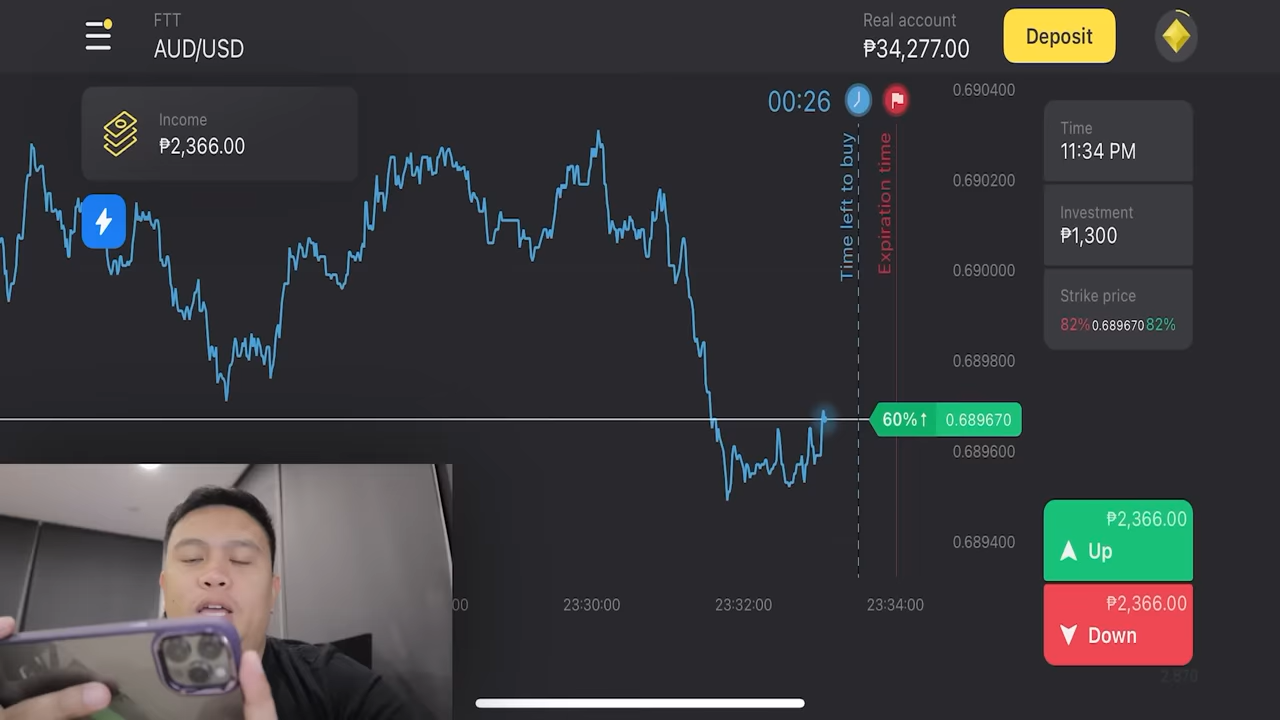 FTT
AUD/USD
Real account
₱34,277.00
Deposit
Income
₱2,366.00
00:26
Time left to buy
Expiration time
0.690400
0.690200
0.690000
0.689800
60%↑ 0.689670
0.689600
0.689400
Time
11:34 PM
Investment
₱1,300
Strike price
82% 0.689670 82%
₱2,366.00
Up
₱2,366.00
Down
00
23:30:00
23:32:00
23:34:00